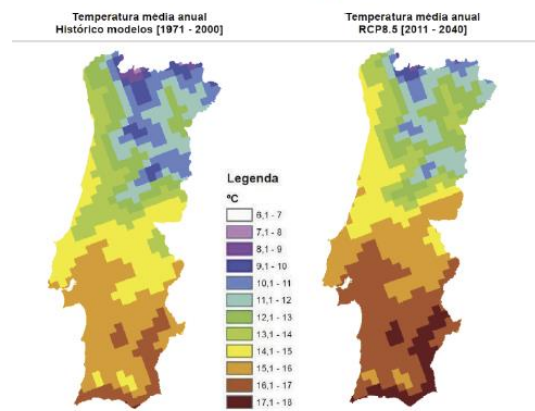 Temperatura média anual
Histórico modelos [1971 - 2000]
Temperatura média anual
RCP8.5 [2011 - 2040]
Legenda
ºC
6,1 - 7
7,1 - 8
8,1 - 9
9,1 - 10
10,1 - 11
11,1 - 12
12,1 - 13
13,1 - 14
14,1 - 15
15,1 - 16
16,1 - 17
17,1 - 18